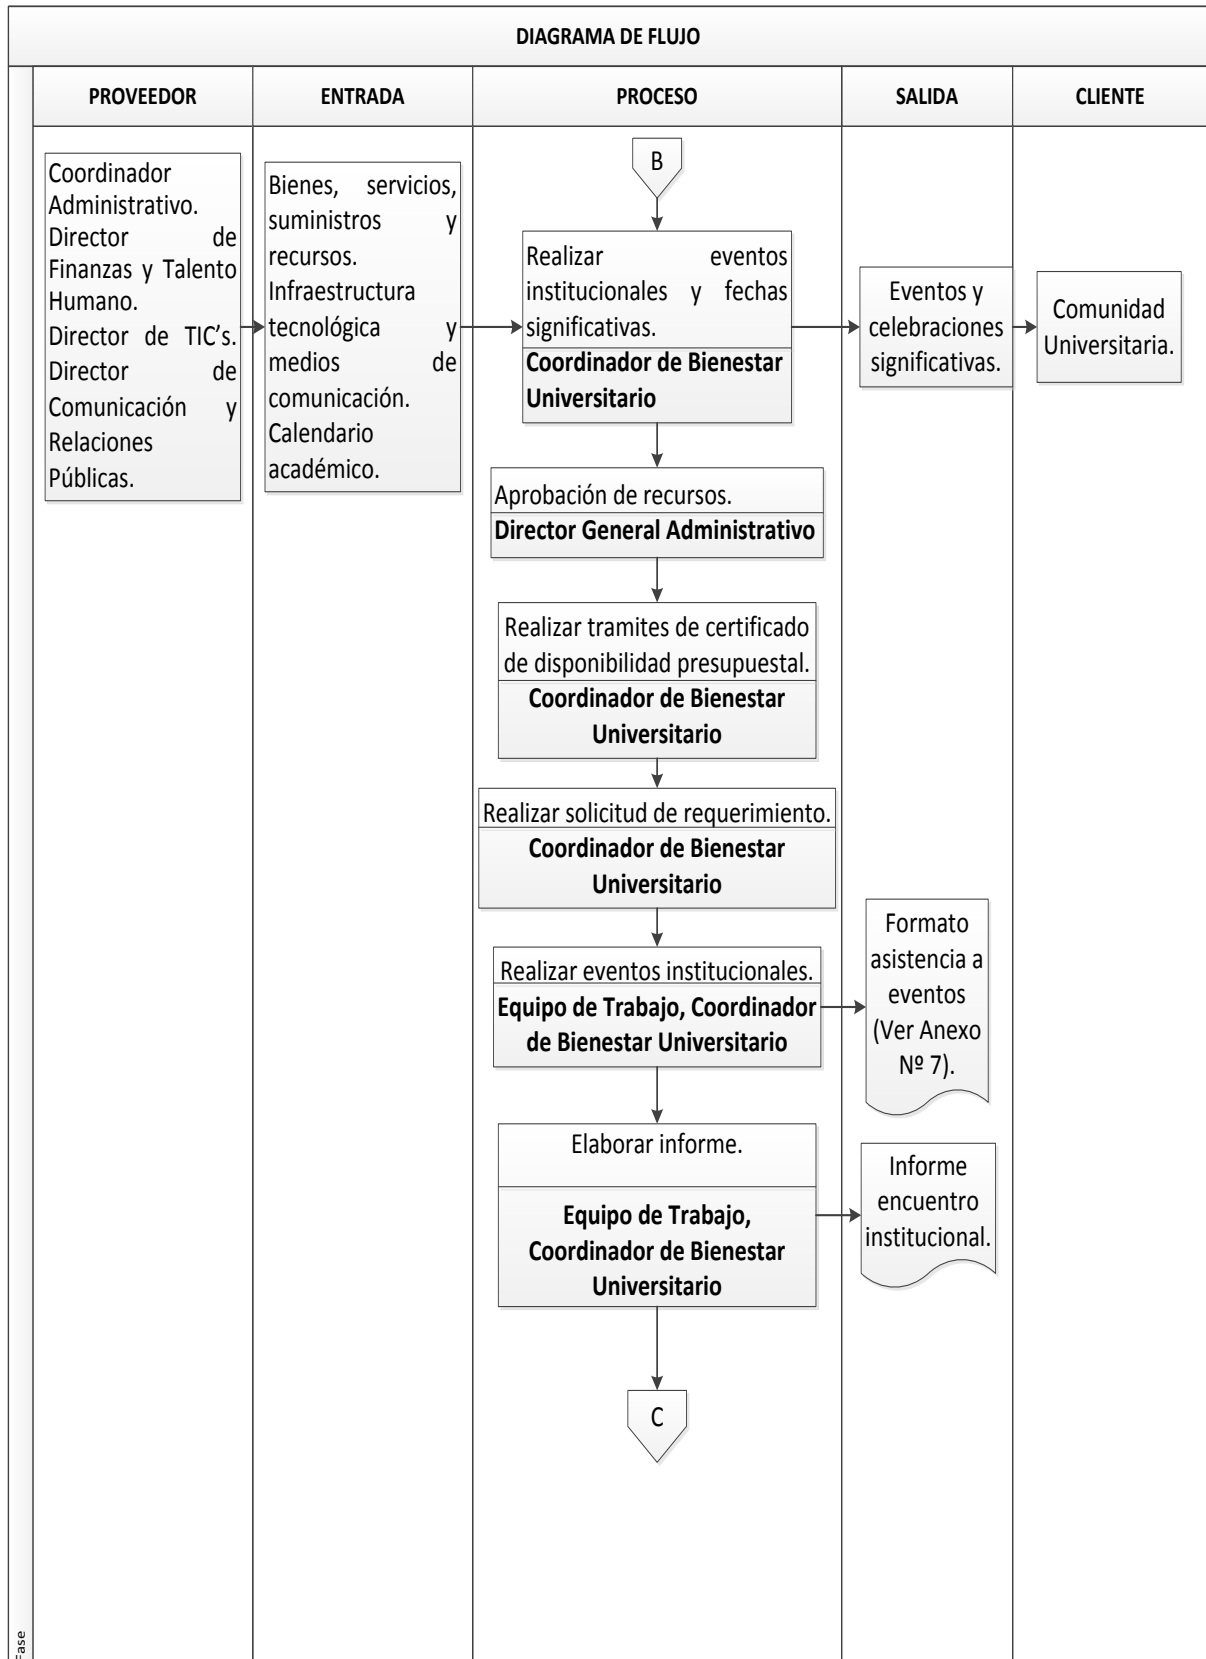 DIAGRAMA DE FLUJO
PROVEEDOR
ENTRADA
PROCESO
SALIDA
CLIENTE
Coordinador
Administrativo.
Director de
Finanzas y Talento
Humano.
Director de TIC’s.
Director de
Comunicación y
Relaciones
Públicas.
Bienes, servicios,
suministros y
recursos.
Infraestructura
tecnológica y
medios de
comunicación.
Calendario
académico.
B
Realizar eventos
institucionales y fechas
significativas.
Coordinador de Bienestar
Universitario
Eventos y
celebraciones
significativas.
Comunidad
Universitaria.
Aprobación de recursos.
Director General Administrativo
Realizar tramites de certificado
de disponibilidad presupuestal.
Coordinador de Bienestar
Universitario
Realizar solicitud de requerimiento.
Coordinador de Bienestar
Universitario
Realizar eventos institucionales.
Equipo de Trabajo, Coordinador
de Bienestar Universitario
Formato
asistencia a
eventos
(Ver Anexo
Nº 7).
Elaborar informe.
Equipo de Trabajo,
Coordinador de Bienestar
Universitario
Informe
encuentro
institucional.
C
Fase